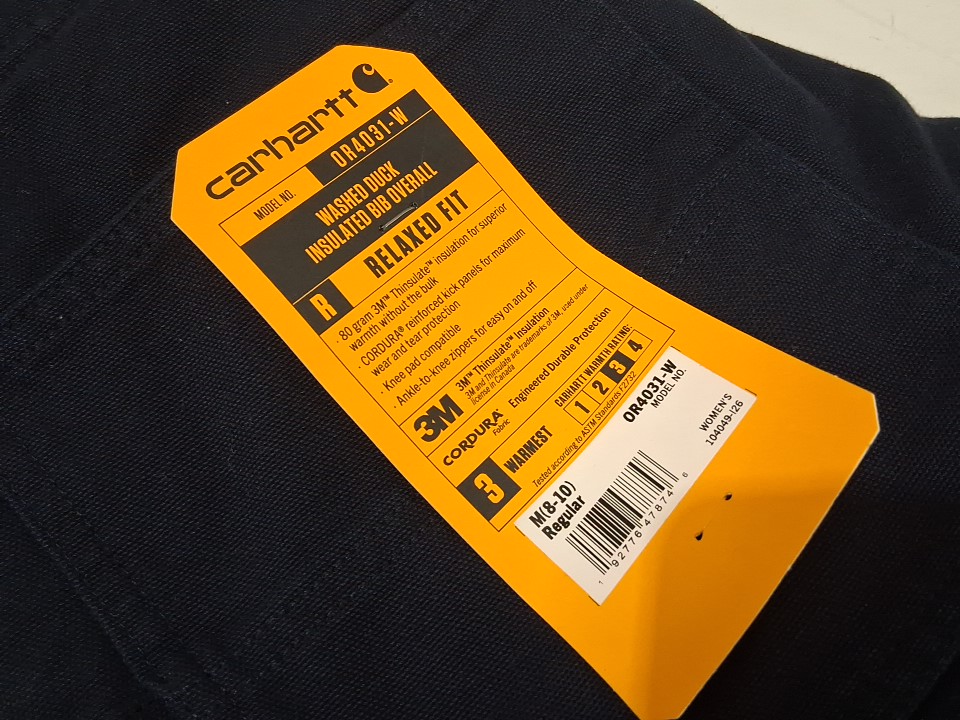 carhartt
MODEL NO. OR4031-W
WASHED DUCK
INSULATED BIB OVERALL
R RELAXED FIT
· 80 gram 3M™ Thinsulate™ insulation for superior
warmth without the bulk
· CORDURA® reinforced kick panels for maximum
wear and tear protection
· Knee pad compatible
· Ankle-to-knee zippers for easy on and off
3M 3M™ Thinsulate™ Insulation
3M and Thinsulate are trademarks of 3M, used under
license in Canada
CORDURA® Engineered Durable Protection
Fabric
3 WARMEST
CARHARTT WARMTH RATING:
1 2 3 4
Tested according to ASTM Standards F2732
OR4031-W
MODEL NO.
WOMEN'S
104049-I26
M(8-10)
Regular
1 92776 47874 6